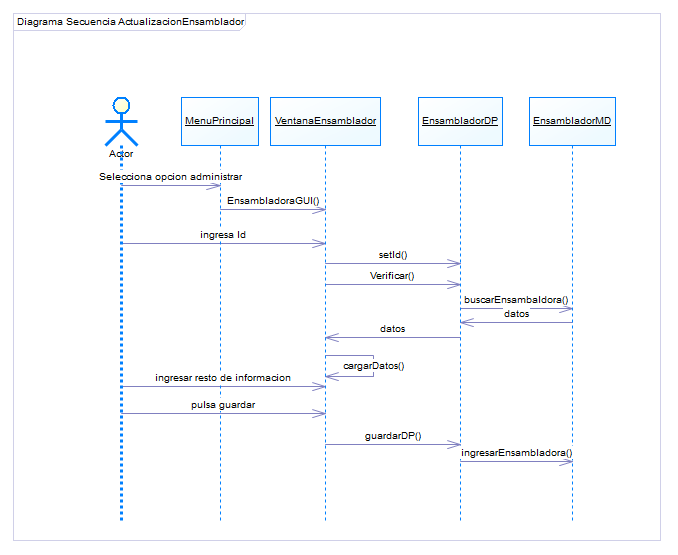 Diagrama Secuencia ActualizacionEnsamblador
MenuPrincipal
VentanaEnsamblador
EnsambladorDP
EnsambladorMD
Actor
Selecciona opcion administrar
EnsambladoraGUI()
ingresa Id
setId()
Verificar()
buscarEnsambaldora()
datos
datos
cargarDatos()
ingresar resto de informacion
pulsa guardar
guardarDP()
ingresarEnsambladora()